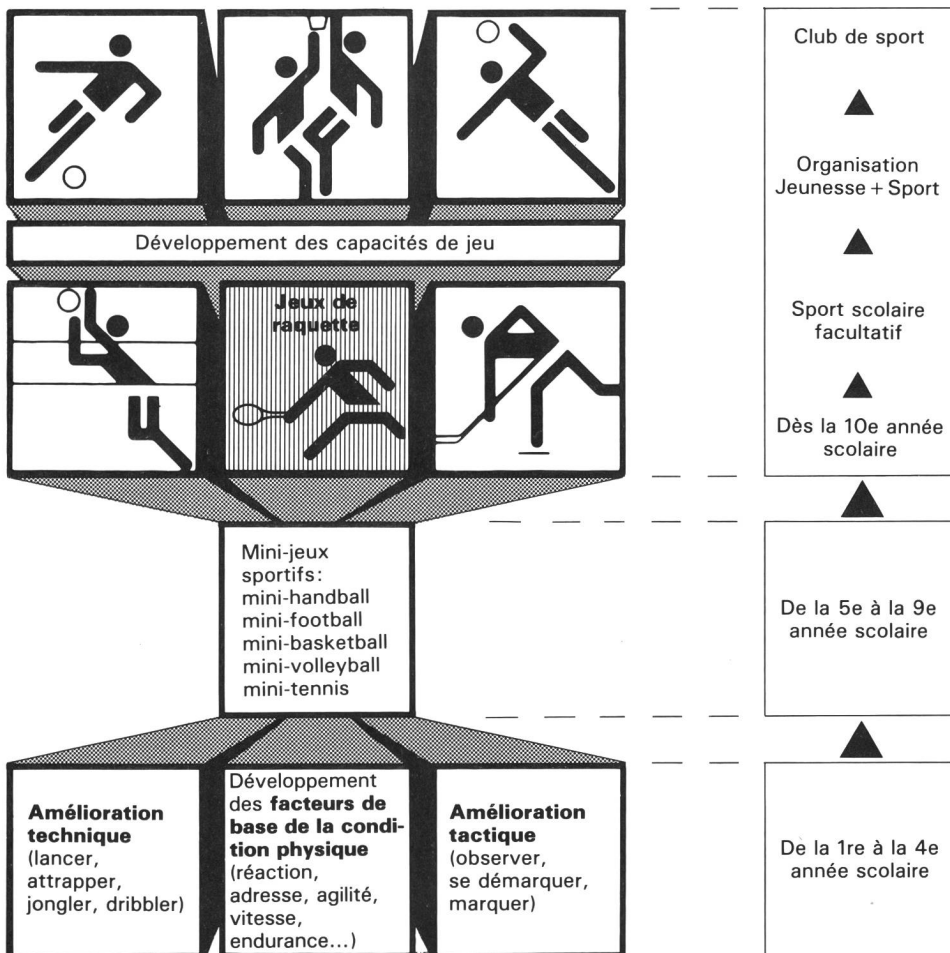 Club de sport
Organisation
Jeunesse + Sport
Développement des capacités de jeu
Jeux de
raquette
Sport scolaire
facultatif
Dès la 10e année
scolaire
Mini-jeux
sportifs:
mini-handball
mini-football
mini-basketball
mini-volleyball
mini-tennis
De la 5e à la 9e
année scolaire
Amélioration
technique
(lancer,
attrapper,
jongler, dribbler)
Développement
des facteurs de
base de la condi-
tion physique
(réaction,
adresse, agilité,
vitesse,
endurance...)
Amélioration
tactique
(observer,
se démarquer,
marquer)
De la 1re à la 4e
année scolaire